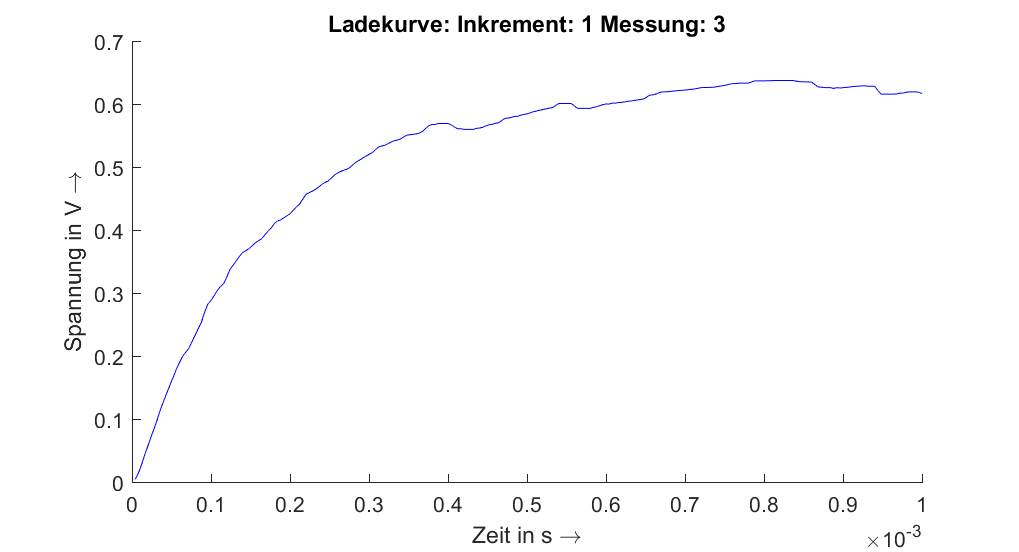 Ladekurve: Inkrement: 1 Messung: 3
Spannung in V →
0.7
0.6
0.5
0.4
0.3
0.2
0.1
0
0 0.1 0.2 0.3 0.4 0.5 0.6 0.7 0.8 0.9 1
Zeit in s →
×10⁻³